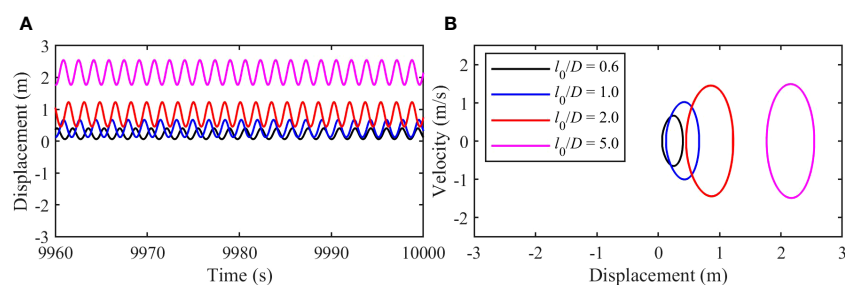 A
Displacement (m)
3
2
1
0
-1
-2
-3
9960
9970
9980
9990
10000
Time (s)
B
Velocity (m/s)
2
1
0
-1
-2
l0/D = 0.6
l0/D = 1.0
l0/D = 2.0
l0/D = 5.0
-3
-2
-1
0
1
2
3
Displacement (m)